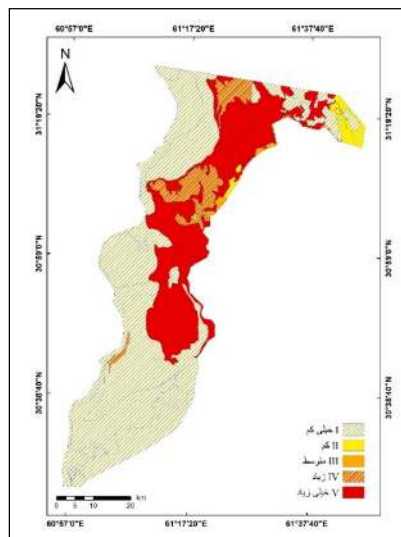 60°57'0"E 61°17'20"E 61°37'40"E
N
31°19'20"N 31°19'20"N
30°59'0"N 30°59'0"N
30°38'40"N 30°38'40"N
I خیلی کم
II کم
III متوسط
IV زیاد
V خیلی زیاد
0 5 10 20 km
60°57'0"E 61°17'20"E 61°37'40"E